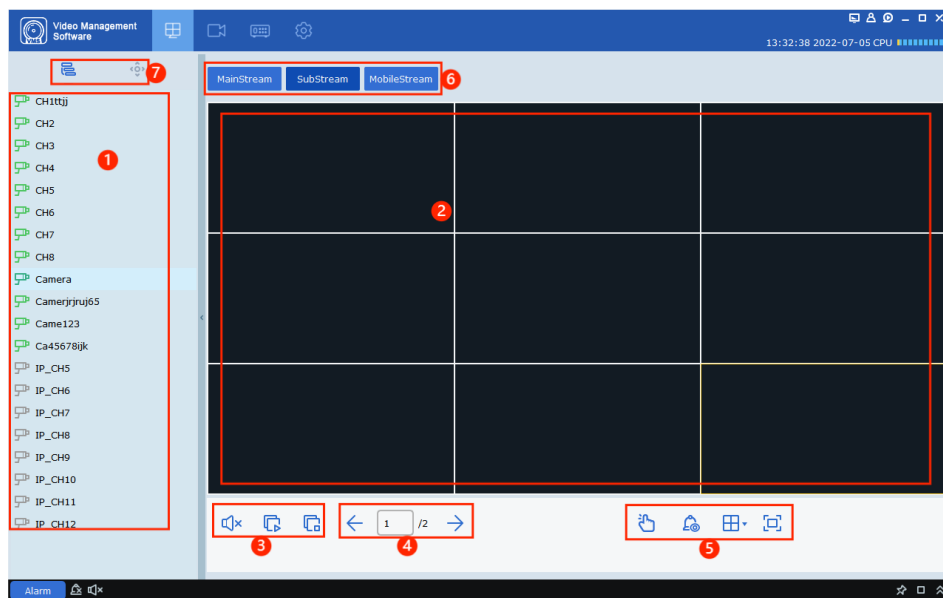 Video Management
Software
13:32:38 2022-07-05 CPU
7
MainStream SubStream MobileStream 6
CH1ttjj
CH2
CH3
1
CH4
CH5
CH6
2
CH7
CH8
Camera
Camerjrjruj65
Came123
Ca45678ijk
IP_CH5
IP_CH6
IP_CH7
IP_CH8
IP_CH9
IP_CH10
IP_CH11
IP_CH12
1 /2
3 4 5
Alarm